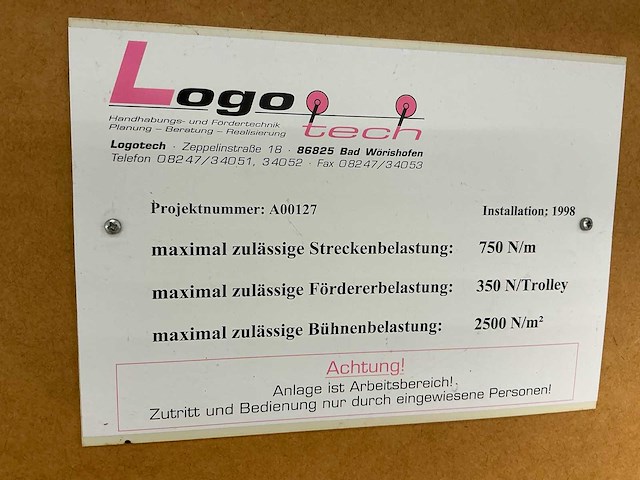 Logo tech
Handhabungs- und Fördertechnik
Planung – Beratung – Realisierung
Logotech · Zeppelinstraße 18 · 86825 Bad Wörishofen
Telefon 08247/34051, 34052 · Fax 08247/34053
Projektnummer: A00127 Installation; 1998
maximal zulässige Streckenbelastung: 750 N/m
maximal zulässige Fördererbelastung: 350 N/Trolley
maximal zulässige Bühnenbelastung: 2500 N/m²
Achtung!
Anlage ist Arbeitsbereich!
Zutritt und Bedienung nur durch eingewiesene Personen!